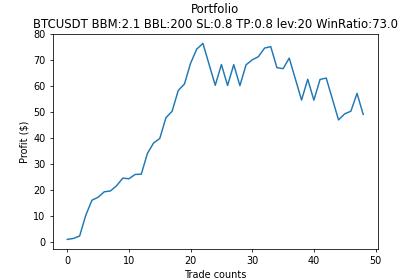 Portfolio
BTCUSDT BBM:2.1 BBL:200 SL:0.8 TP:0.8 lev:20 WinRatio:73.0
80
70
60
50
40
30
20
10
0
Profit ($)
0 10 20 30 40 50
Trade counts